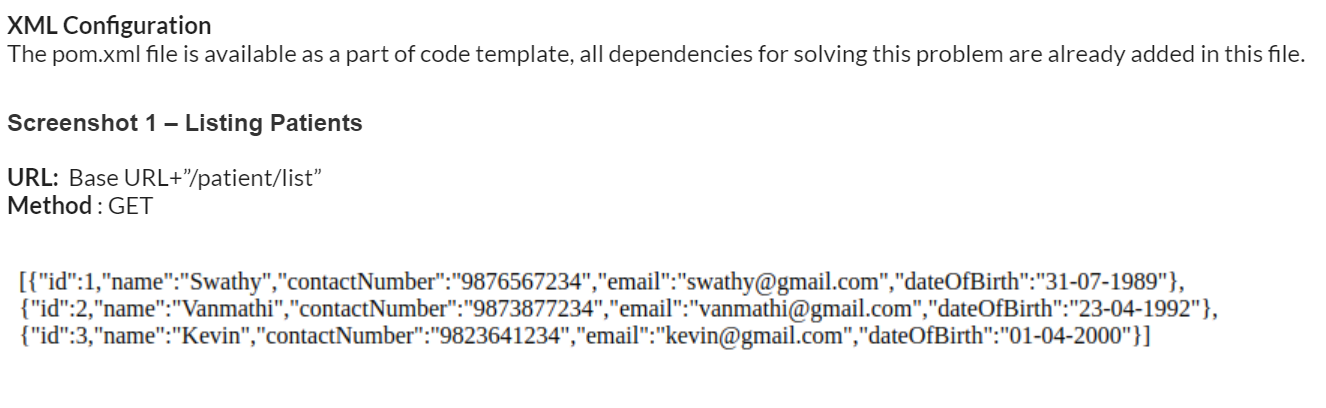 XML Configuration
The pom.xml file is available as a part of code template, all dependencies for solving this problem are already added in this file.
Screenshot 1 – Listing Patients
URL: Base URL+”/patient/list”
Method : GET
[{"id":1,"name":"Swathy","contactNumber":"9876567234","email":"swathy@gmail.com","dateOfBirth":"31-07-1989"},
{"id":2,"name":"Vanmathi","contactNumber":"9873877234","email":"vanmathi@gmail.com","dateOfBirth":"23-04-1992"},
{"id":3,"name":"Kevin","contactNumber":"9823641234","email":"kevin@gmail.com","dateOfBirth":"01-04-2000"}]